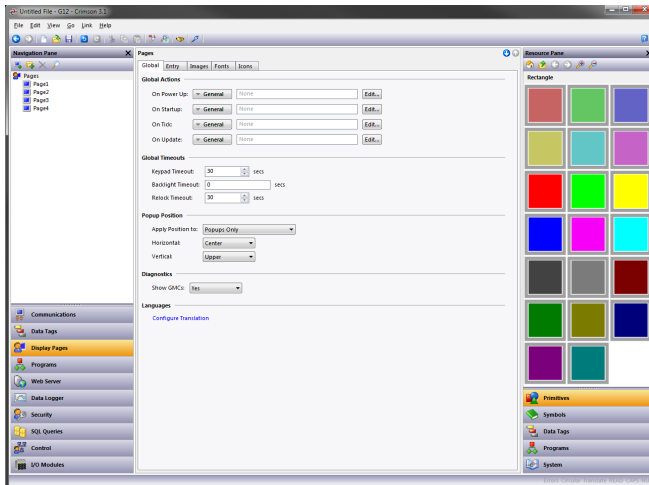 Untitled File - G12 - Crimson 3.1
File Edit View Go Link Help
Navigation Pane
Pages
Resource Pane
Pages
Page1
Page2
Page3
Page4
Global Entry Images Fonts Icons
Rectangle
Global Actions
On Power Up: General None Edit...
On Startup: General None Edit...
On Tick: General None Edit...
On Update: General None Edit...
Global Timeouts
Keypad Timeout: 30 secs
Backlight Timeout: 0 secs
Relock Timeout: 30 secs
Popup Position
Apply Position to: Popups Only
Horizontal: Center
Vertical: Upper
Diagnostics
Show GMCs: Yes
Languages
Configure Translation
Communications
Data Tags
Display Pages
Programs
Web Server
Data Logger
Security
SQL Queries
Control
I/O Modules
Primitives
Symbols
Data Tags
Programs
System